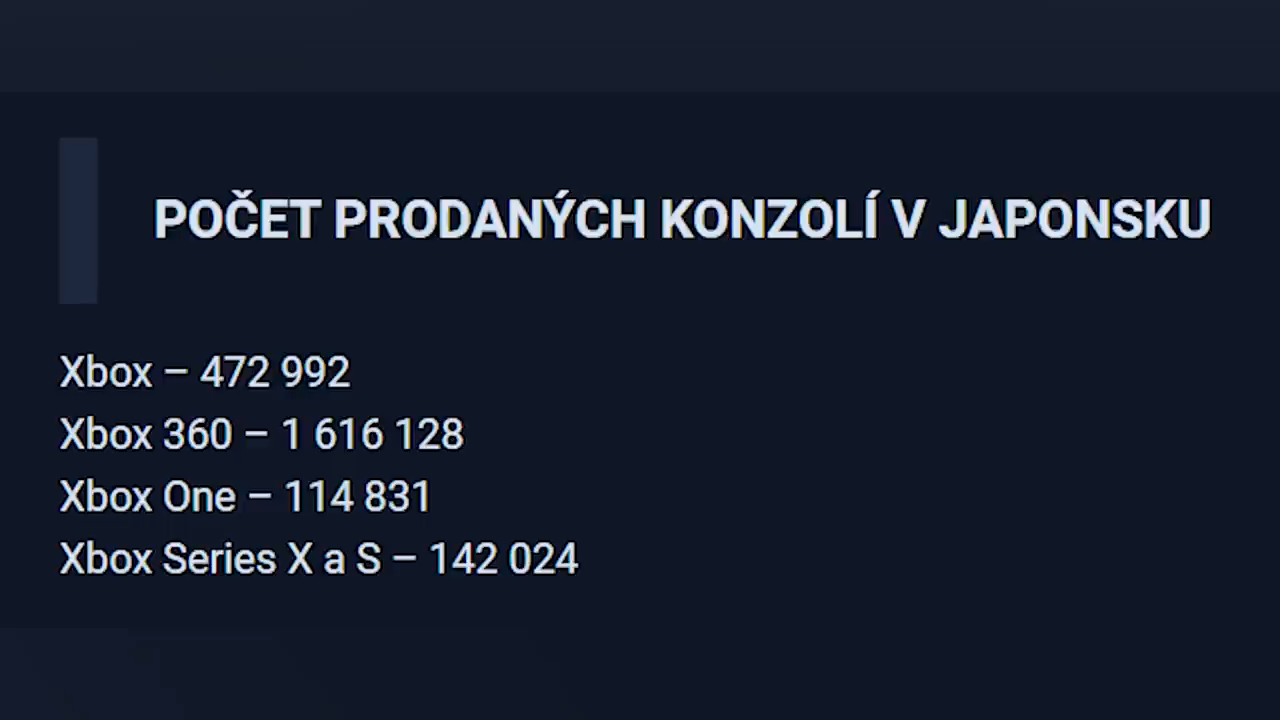 POČET PRODANÝCH KONZOLÍ V JAPONSKU
Xbox – 472 992
Xbox 360 – 1 616 128
Xbox One – 114 831
Xbox Series X a S – 142 024